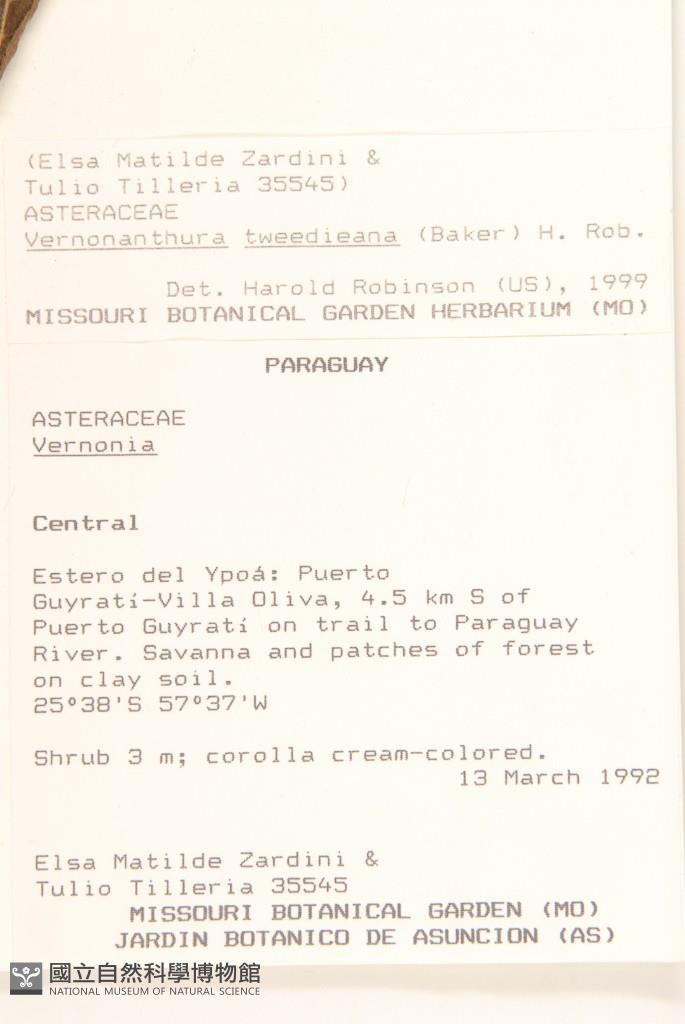 (Elsa Matilde Zardini &
Tulio Tilleria 35545)
ASTERACEAE
Vernonanthura tweedieana (Baker) H. Rob.
Det. Harold Robinson (US), 1999
MISSOURI BOTANICAL GARDEN HERBARIUM (MO)
PARAGUAY
ASTERACEAE
Vernonia
Central
Estero del Ypoá: Puerto
Guyratí-Villa Oliva, 4.5 km S of
Puerto Guyratí on trail to Paraguay
River. Savanna and patches of forest
on clay soil.
25°38'S 57°37'W
Shrub 3 m; corolla cream-colored.
13 March 1992
Elsa Matilde Zardini &
Tulio Tilleria 35545
MISSOURI BOTANICAL GARDEN (MO)
JARDIN BOTANICO DE ASUNCION (AS)
國立自然科學博物館
NATIONAL MUSEUM OF NATURAL SCIENCE